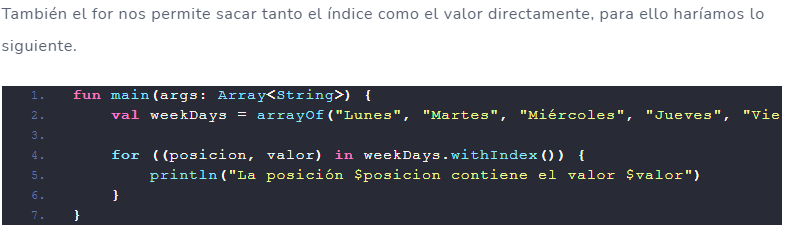 También el for nos permite sacar tanto el índice como el valor directamente, para ello haríamos lo
siguiente.
1. fun main(args: Array<String>) {
2. val weekDays = arrayOf("Lunes", "Martes", "Miércoles", "Jueves", "Vie
3.
4. for ((posicion, valor) in weekDays.withIndex()) {
5. println("La posición $posicion contiene el valor $valor")
6. }
7. }